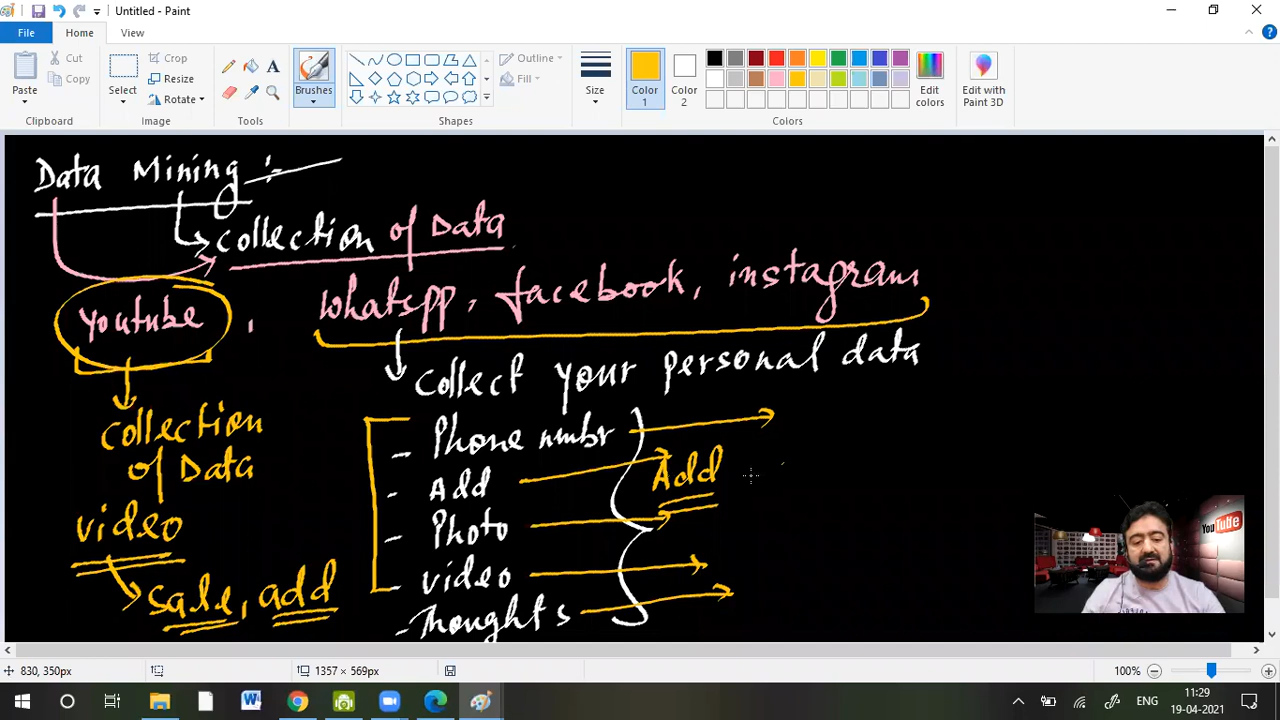 Untitled - Paint
File Home View
Paste Cut Copy Clipboard
Select Crop Resize Rotate Image
Tools
Brushes
Outline Fill Shapes
Size
Color 1 Color 2 Edit colors Colors
Edit with Paint 3D
Data Mining :-
collection of Data
youtube, whatspp, facebook, instagram
collect your personal data
collection of Data
video
sale, add
- Phone numbr
- Add
- Photo
- video
- Thoughts
Add
You Tube
830, 350px 1357 × 569px 100%
ENG 11:29
19-04-2021